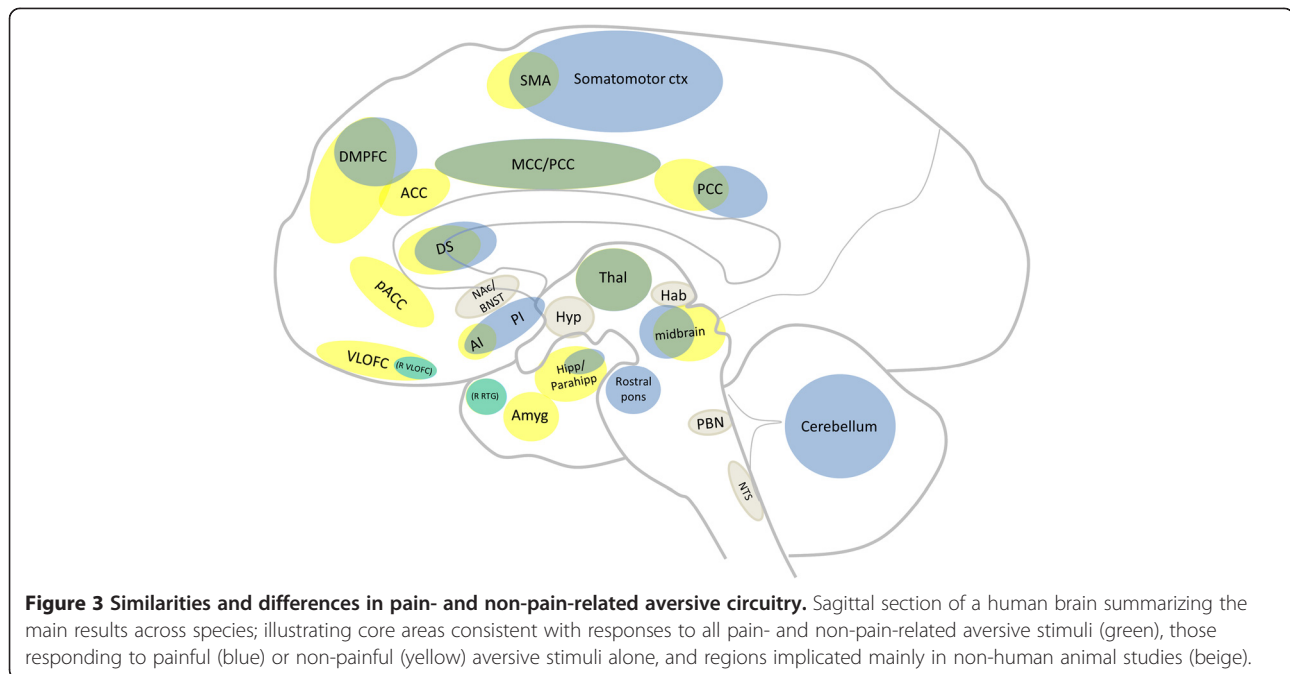 SMA
Somatomotor ctx
DMPFC
MCC/PCC
ACC
PCC
DS
Thal
pACC
NAc/
BNST
Hab
PI
Hyp
midbrain
AI
VLOFC
(R VLOFC)
Hipp/
Parahipp
Rostral
pons
(R RTG)
Amyg
PBN
Cerebellum
NTS
Figure 3 Similarities and differences in pain- and non-pain-related aversive circuitry. Sagittal section of a human brain summarizing the
main results across species; illustrating core areas consistent with responses to all pain- and non-pain-related aversive stimuli (green), those
responding to painful (blue) or non-painful (yellow) aversive stimuli alone, and regions implicated mainly in non-human animal studies (beige).